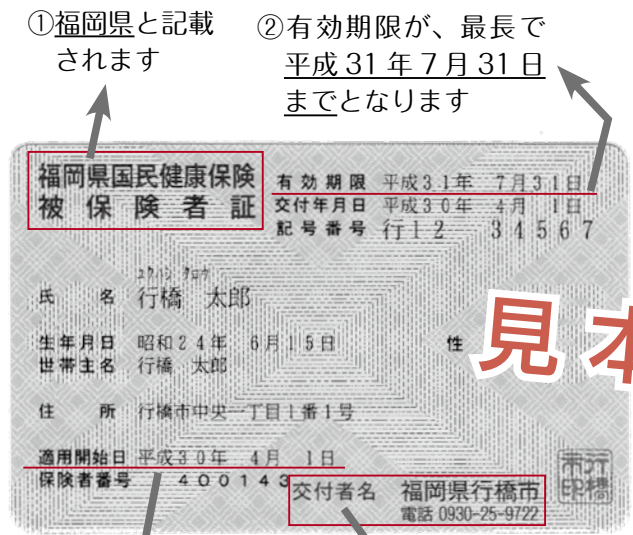 ①福岡県と記載
されます
②有効期限が、最長で
平成31年7月31日
までとなります
福岡県国民健康保険
被保険者証
有効期限 平成31年 7月31日
交付年月日 平成30年 4月 1日
記号番号 行12 34567
ユクハシ タロウ
氏名 行橋 太郎
生年月日 昭和24年 6月15日
性
世帯主名 行橋 太郎
住所 行橋市中央一丁目1番1号
見本
適用開始日 平成30年 4月 1日
保険者番号 400143
交付者名 福岡県行橋市
電話 0930-25-9722
行橋市印